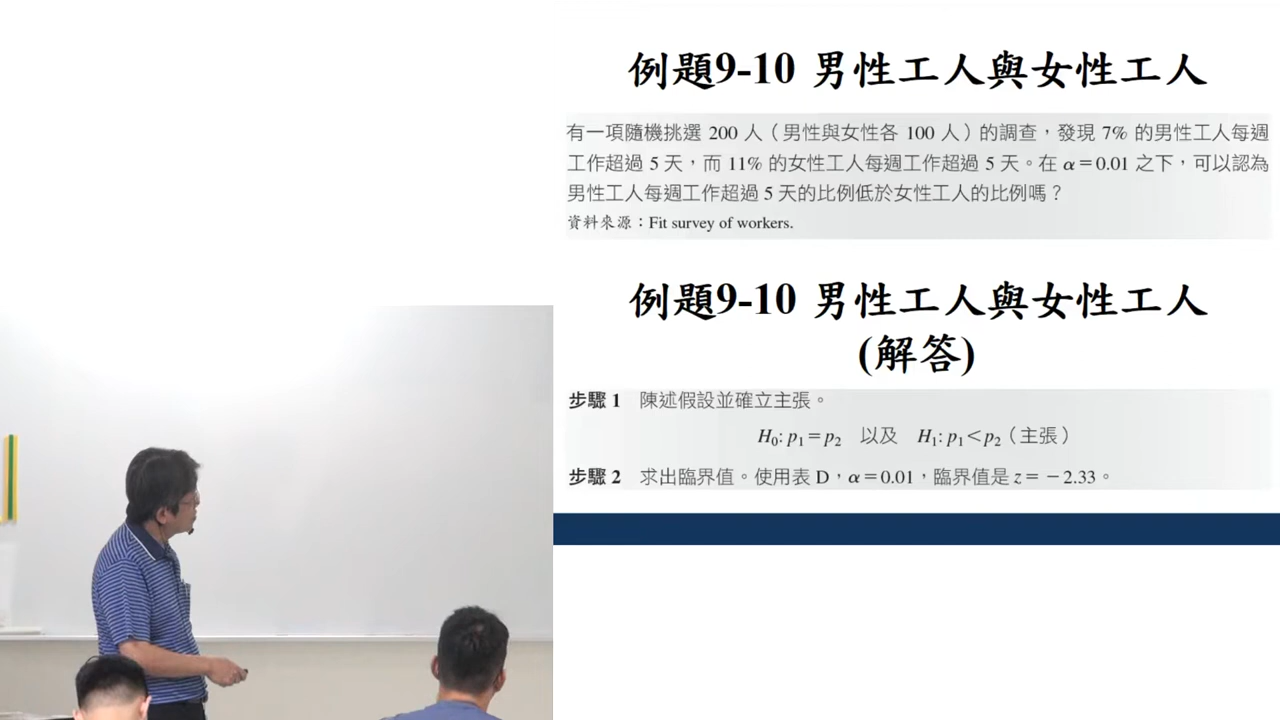 例題9-10 男性工人與女性工人
有一項隨機挑選 200 人（男性與女性各 100 人）的調查，發現 7% 的男性工人每週
工作超過 5 天，而 11% 的女性工人每週工作超過 5 天。在 α＝0.01 之下，可以認為
男性工人每週工作超過 5 天的比例低於女性工人的比例嗎？
資料來源：Fit survey of workers.
例題9-10 男性工人與女性工人
(解答)
步驟 1 陳述假設並確立主張。
H₀: p₁＝p₂ 以及 H₁: p₁＜p₂（主張）
步驟 2 求出臨界值。使用表 D，α＝0.01，臨界值是 z＝－2.33。